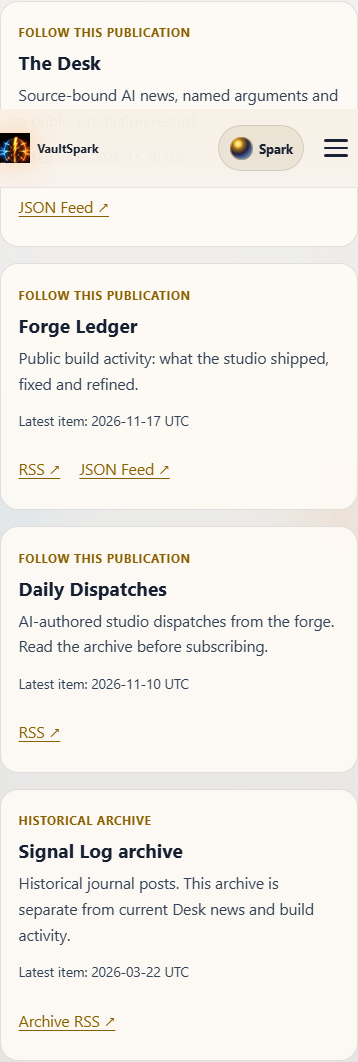 FOLLOW THIS PUBLICATION
The Desk
Source-bound AI news, named arguments and
a public prediction record.
VaultSpark
Spark
JSON Feed ↗
FOLLOW THIS PUBLICATION
Forge Ledger
Public build activity: what the studio shipped,
fixed and refined.
Latest item: 2026-11-17 UTC
RSS ↗ JSON Feed ↗
FOLLOW THIS PUBLICATION
Daily Dispatches
AI-authored studio dispatches from the forge.
Read the archive before subscribing.
Latest item: 2026-11-10 UTC
RSS ↗
HISTORICAL ARCHIVE
Signal Log archive
Historical journal posts. This archive is
separate from current Desk news and build
activity.
Latest item: 2026-03-22 UTC
Archive RSS ↗